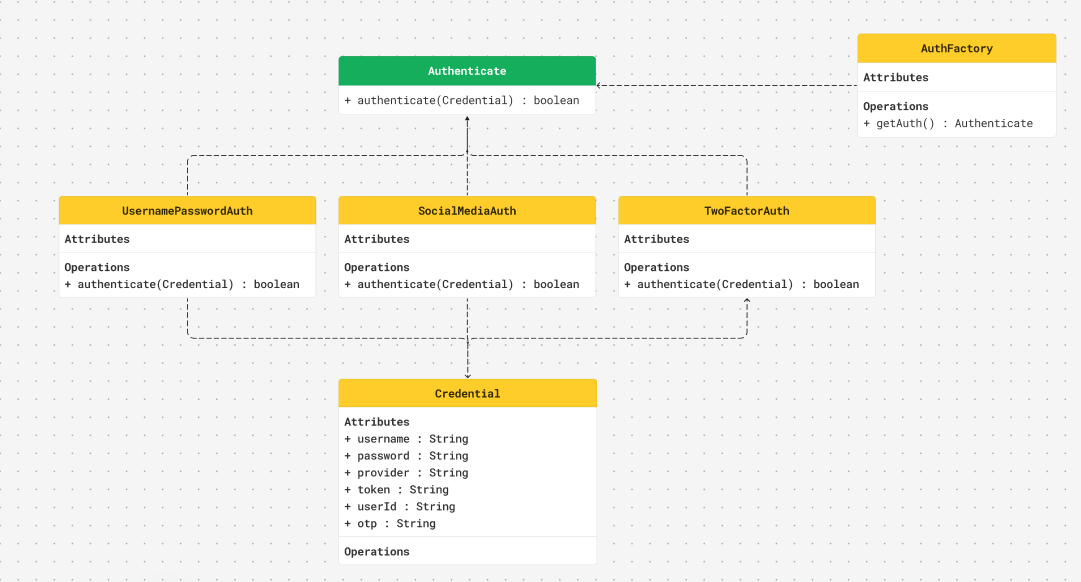 AuthFactory
Attributes
Operations
+ getAuth() : Authenticate
Authenticate
+ authenticate(Credential) : boolean
UsernamePasswordAuth
Attributes
Operations
+ authenticate(Credential) : boolean
SocialMediaAuth
Attributes
Operations
+ authenticate(Credential) : boolean
TwoFactorAuth
Attributes
Operations
+ authenticate(Credential) : boolean
Credential
Attributes
+ username : String
+ password : String
+ provider : String
+ token : String
+ userId : String
+ otp : String
Operations